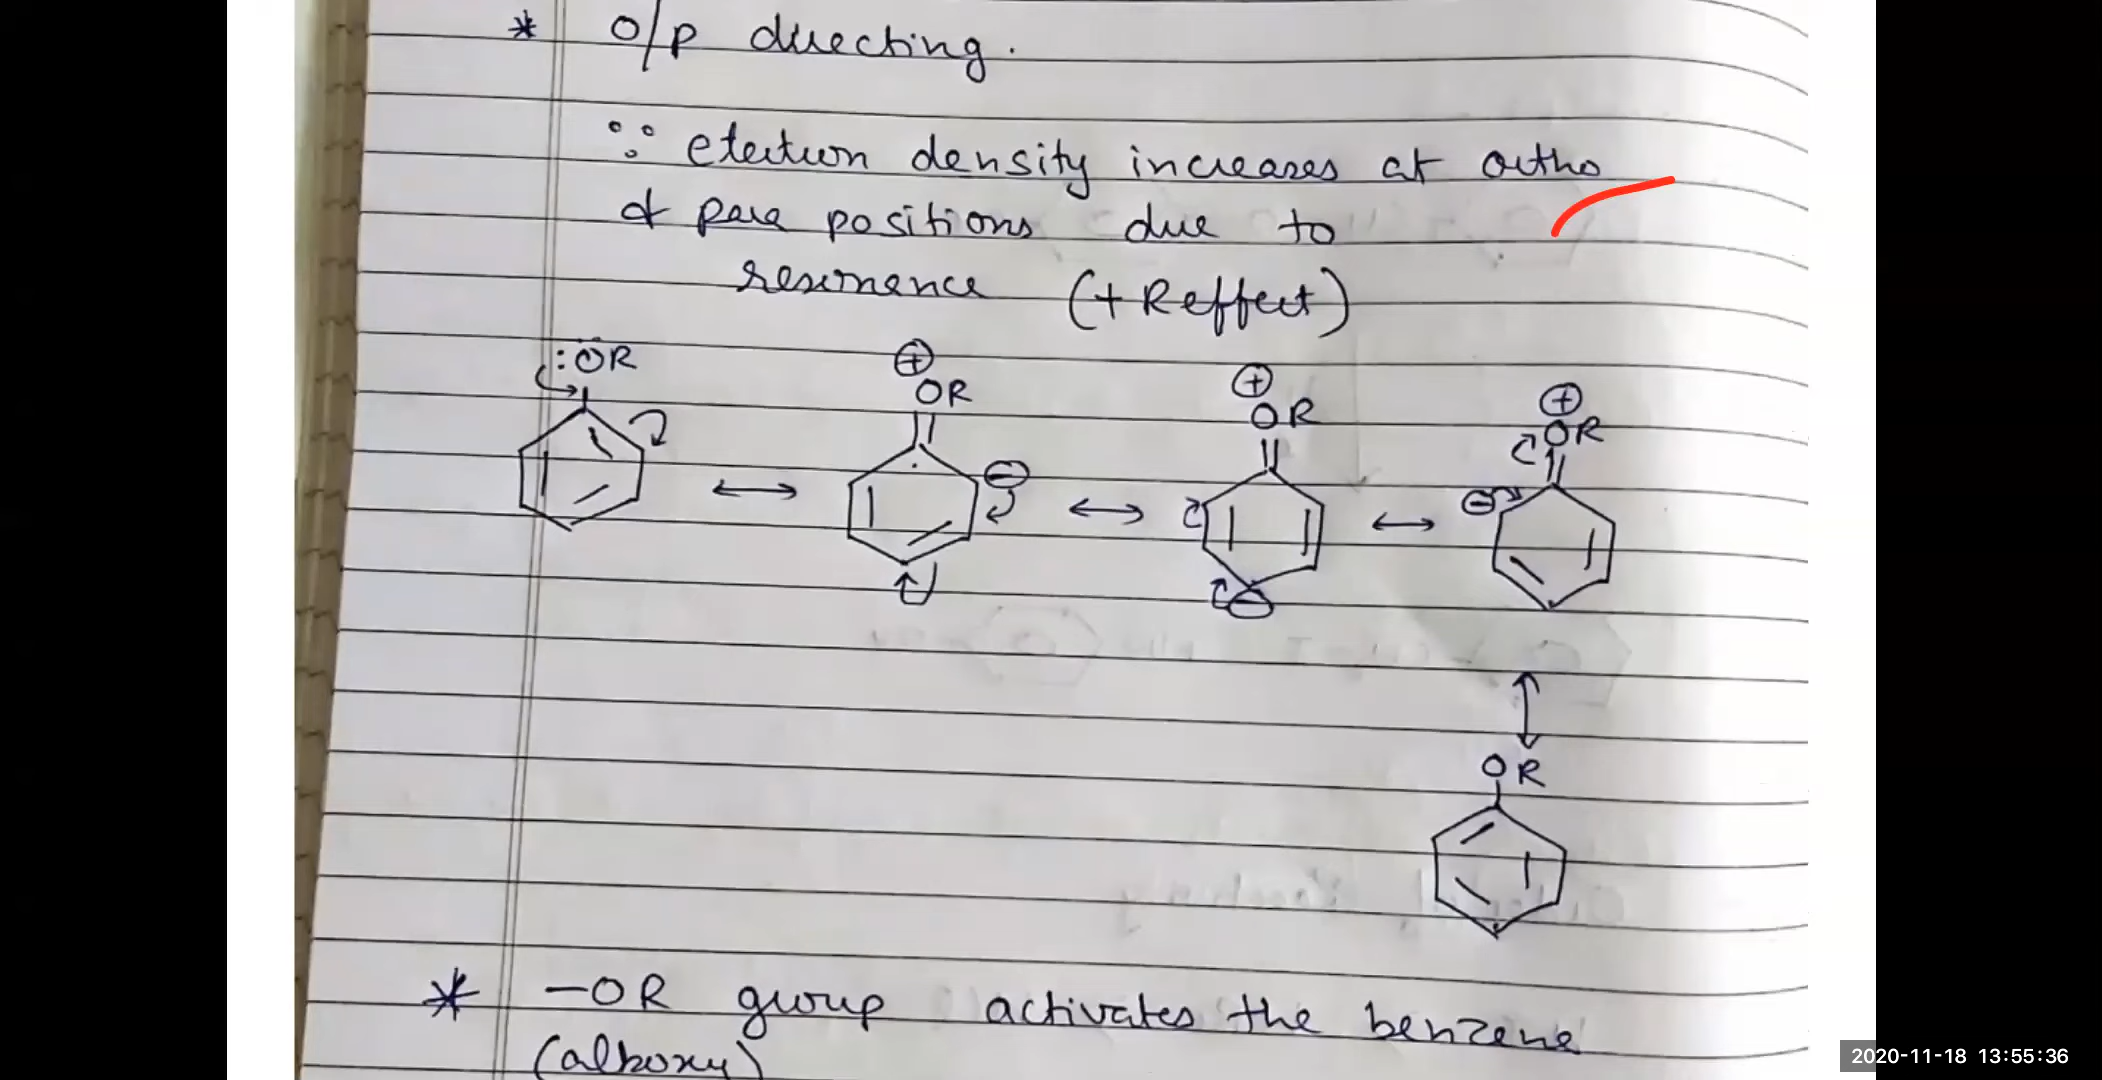 * O/P directing.
∵ electron density increases at ortho
& para positions due to
resonance (+R effect)
:ÖR
⊕
OR
⊕
OR
⊕
OR
⊖
⊖
⊖
OR
* -OR group activates the benzene
(alkoxy)
2020-11-18 13:55:36